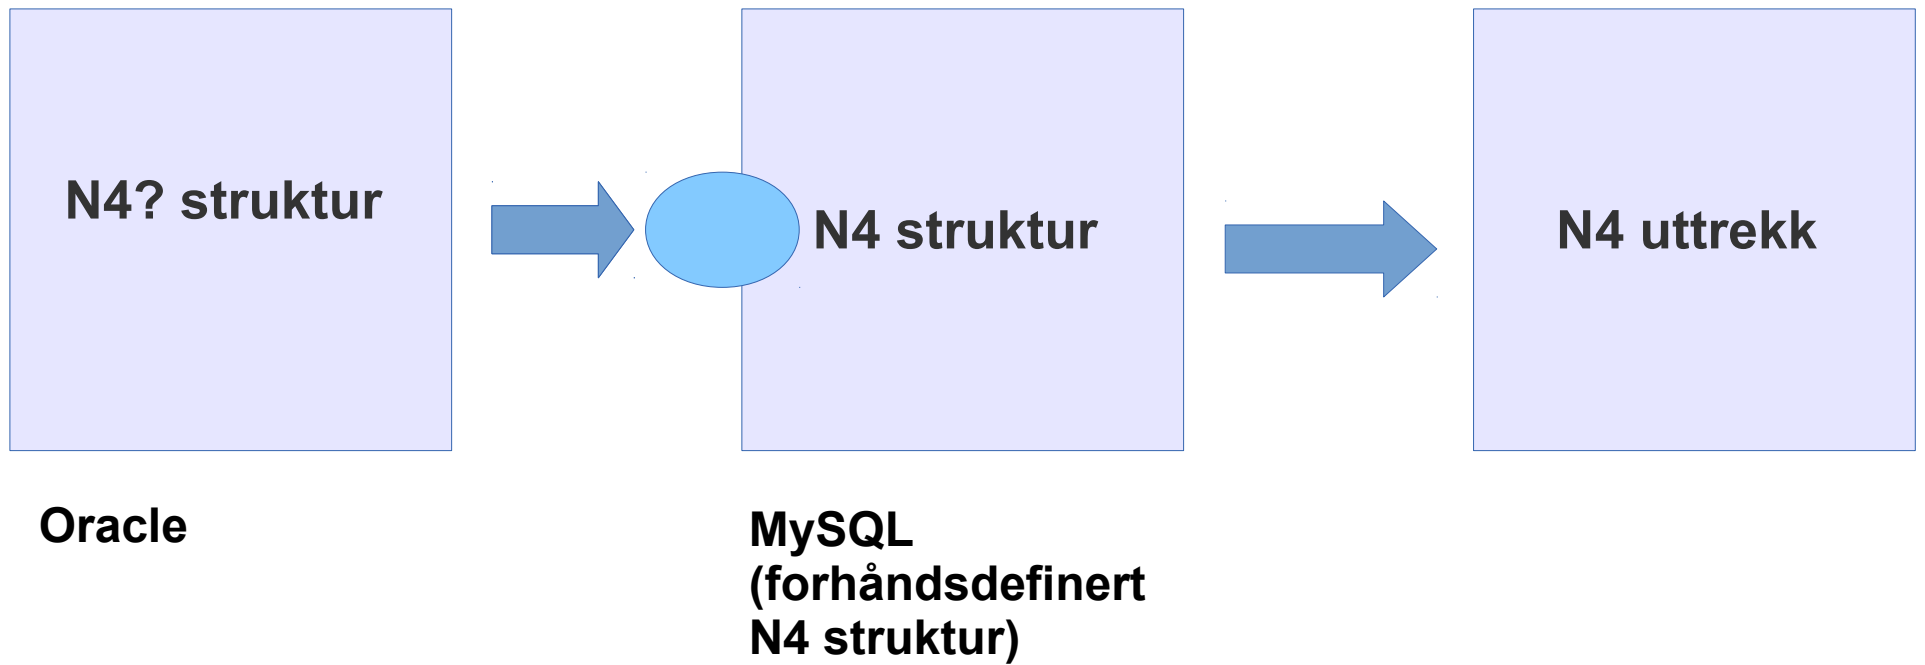 N4? struktur
N4 struktur
N4 uttrekk
Oracle
MySQL
(forhåndsdefinert
N4 struktur)